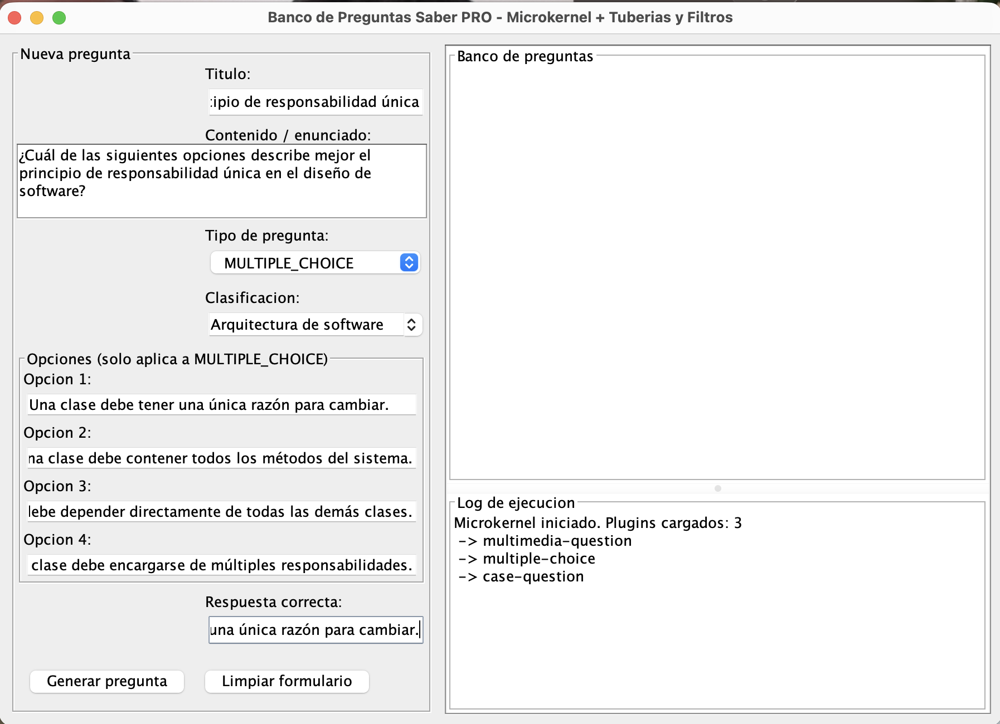 Banco de Preguntas Saber PRO - Microkernel + Tuberias y Filtros
Nueva pregunta
Titulo:
de responsabilidad única
Contenido / enunciado:
¿Cuál de las siguientes opciones describe mejor el
principio de responsabilidad única en el diseño de
software?
Tipo de pregunta:
MULTIPLE_CHOICE
Clasificacion:
Arquitectura de software
Opciones (solo aplica a MULTIPLE_CHOICE)
Opcion 1:
Una clase debe tener una única razón para cambiar.
Opcion 2:
clase debe contener todos los métodos del sistema.
Opcion 3:
depender directamente de todas las demás clases.
Opcion 4:
clase debe encargarse de múltiples responsabilidades.
Respuesta correcta:
una única razón para cambiar.
Generar pregunta
Limpiar formulario
Banco de preguntas
Log de ejecucion
Microkernel iniciado. Plugins cargados: 3
-> multimedia-question
-> multiple-choice
-> case-question